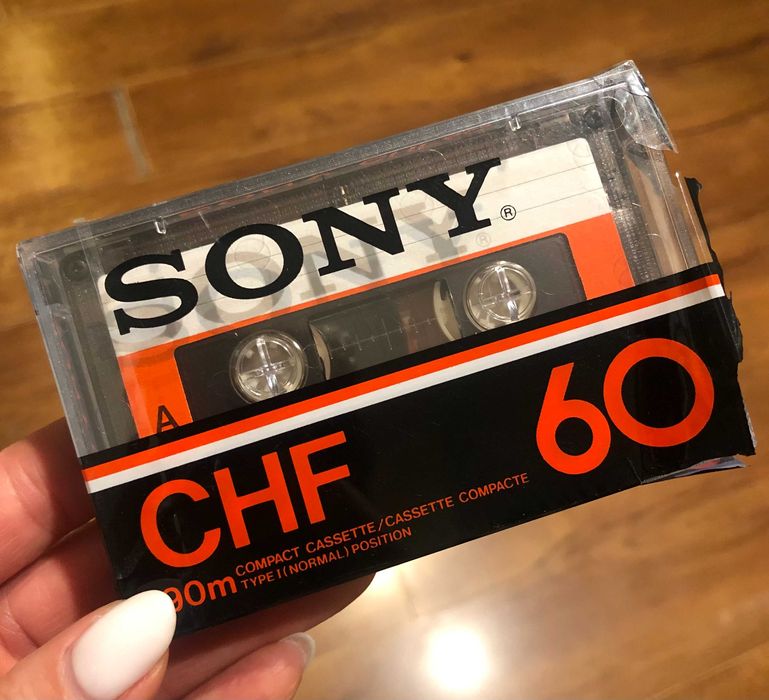 SONY®
A
CHF 60
90m COMPACT CASSETTE/CASSETTE COMPACTE
TYPE I (NORMAL) POSITION